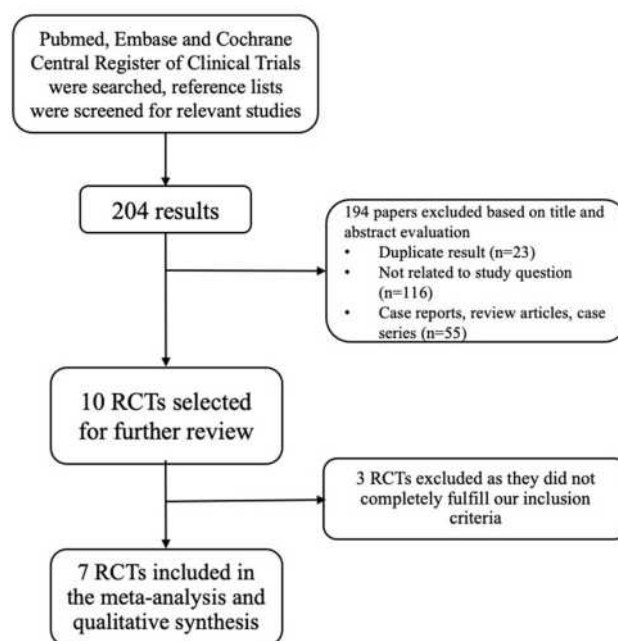 Pubmed, Embase and Cochrane
Central Register of Clinical Trials
were searched, reference lists
were screened for relevant studies
204 results
194 papers excluded based on title and
abstract evaluation
• Duplicate result (n=23)
• Not related to study question
(n=116)
• Case reports, review articles, case
series (n=55)
10 RCTs selected
for further review
3 RCTs excluded as they did not
completely fulfill our inclusion
criteria
7 RCTs included in
the meta-analysis and
qualitative synthesis